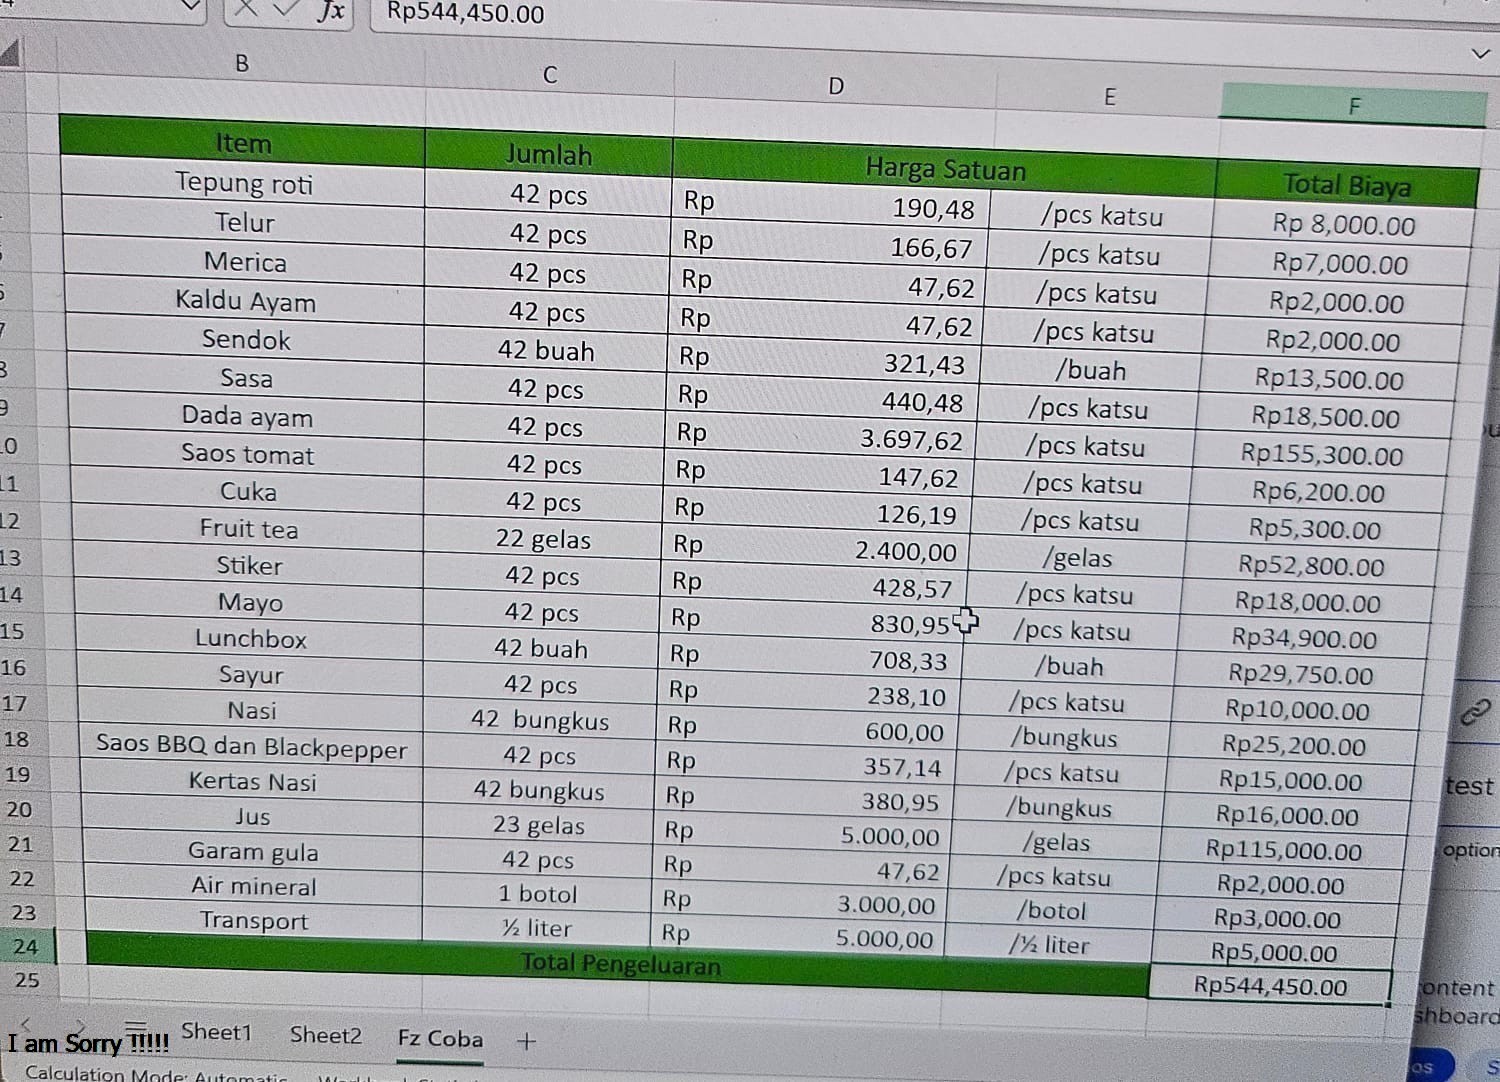 fx Rp544,450.00
B C D E F
Item Jumlah Harga Satuan Total Biaya
Tepung roti 42 pcs Rp 190,48 /pcs katsu Rp 8,000.00
Telur 42 pcs Rp 166,67 /pcs katsu Rp7,000.00
Merica 42 pcs Rp 47,62 /pcs katsu Rp2,000.00
Kaldu Ayam 42 pcs Rp 47,62 /pcs katsu Rp2,000.00
Sendok 42 buah Rp 321,43 /buah Rp13,500.00
Sasa 42 pcs Rp 440,48 /pcs katsu Rp18,500.00
Dada ayam 42 pcs Rp 3.697,62 /pcs katsu Rp155,300.00
Saos tomat 42 pcs Rp 147,62 /pcs katsu Rp6,200.00
Cuka 42 pcs Rp 126,19 /pcs katsu Rp5,300.00
12 Fruit tea 22 gelas Rp 2.400,00 /gelas Rp52,800.00
13 Stiker 42 pcs Rp 428,57 /pcs katsu Rp18,000.00
14 Mayo 42 pcs Rp 830,95 /pcs katsu Rp34,900.00
15 Lunchbox 42 buah Rp 708,33 /buah Rp29,750.00
16 Sayur 42 pcs Rp 238,10 /pcs katsu Rp10,000.00
17 Nasi 42 bungkus Rp 600,00 /bungkus Rp25,200.00
18 Saos BBQ dan Blackpepper 42 pcs Rp 357,14 /pcs katsu Rp15,000.00
19 Kertas Nasi 42 bungkus Rp 380,95 /bungkus Rp16,000.00
test
20 Jus 23 gelas Rp 5.000,00 /gelas Rp115,000.00
21 Garam gula 42 pcs Rp 47,62 /pcs katsu Rp2,000.00
option
22 Air mineral 1 botol Rp 3.000,00 /botol Rp3,000.00
23 Transport ½ liter Rp 5.000,00 /½ liter Rp5,000.00
24 Total Pengeluaran Rp544,450.00
25
ontent
shboard
I am Sorry !!!!! Sheet1 Sheet2 Fz Coba +
os S
Calculation Mode: Automatic